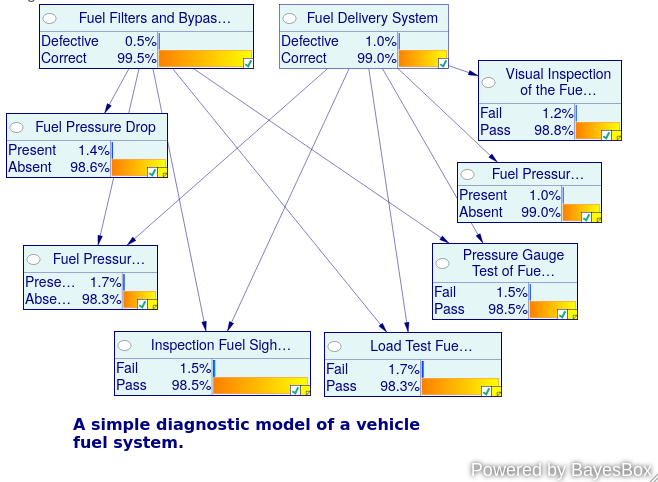 Fuel Filters and Bypas…
Defective 0.5%
Correct 99.5%
Fuel Delivery System
Defective 1.0%
Correct 99.0%
Visual Inspection
of the Fue…
Fail 1.2%
Pass 98.8%
Fuel Pressure Drop
Present 1.4%
Absent 98.6%
Fuel Pressur…
Present 1.0%
Absent 99.0%
Fuel Pressur…
Prese… 1.7%
Abse… 98.3%
Pressure Gauge
Test of Fue…
Fail 1.5%
Pass 98.5%
Inspection Fuel Sigh…
Fail 1.5%
Pass 98.5%
Load Test Fue…
Fail 1.7%
Pass 98.3%
A simple diagnostic model of a vehicle
fuel system.
Powered by BayesBox